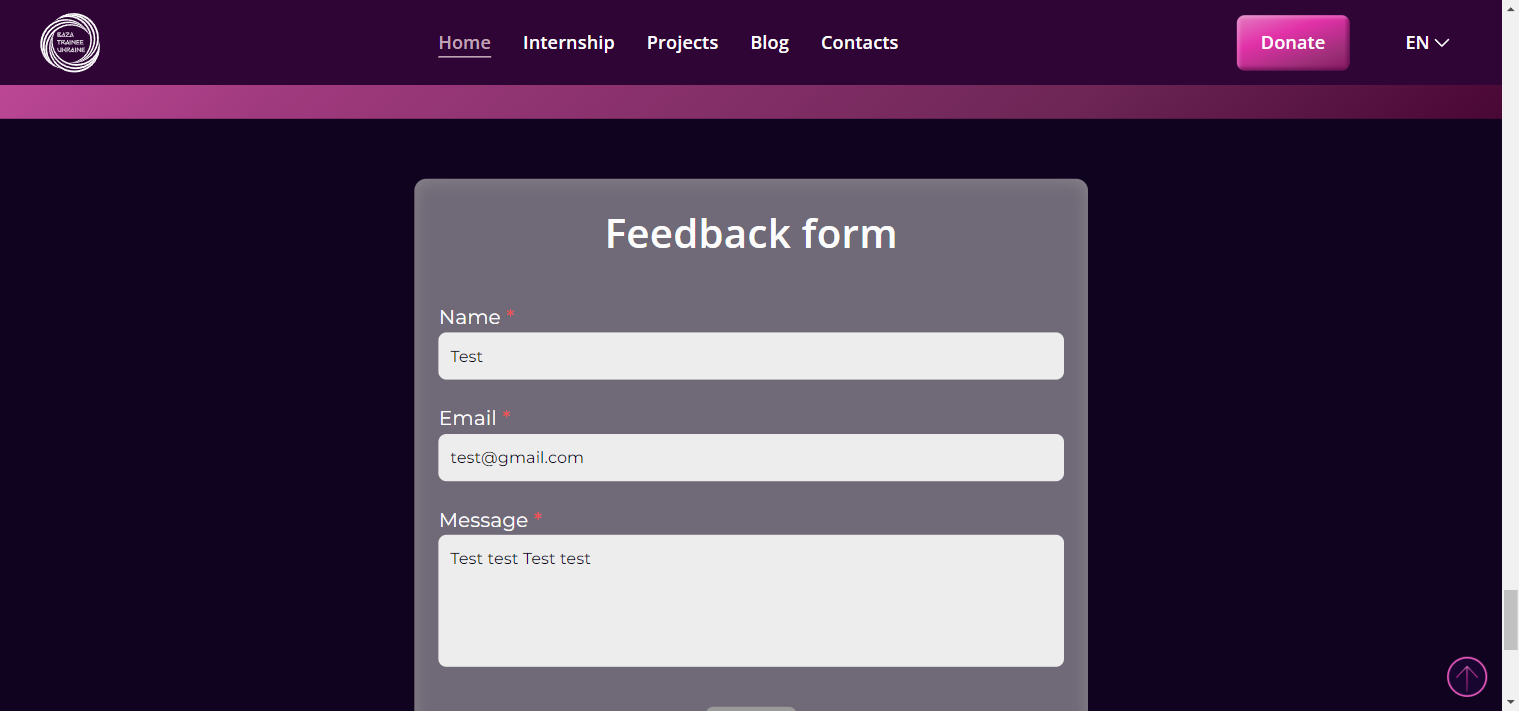 BAZA
TRAINEE
UKRAINE
Home Internship Projects Blog Contacts Donate EN
Feedback form
Name *
Test
Email *
test@gmail.com
Message *
Test test Test test